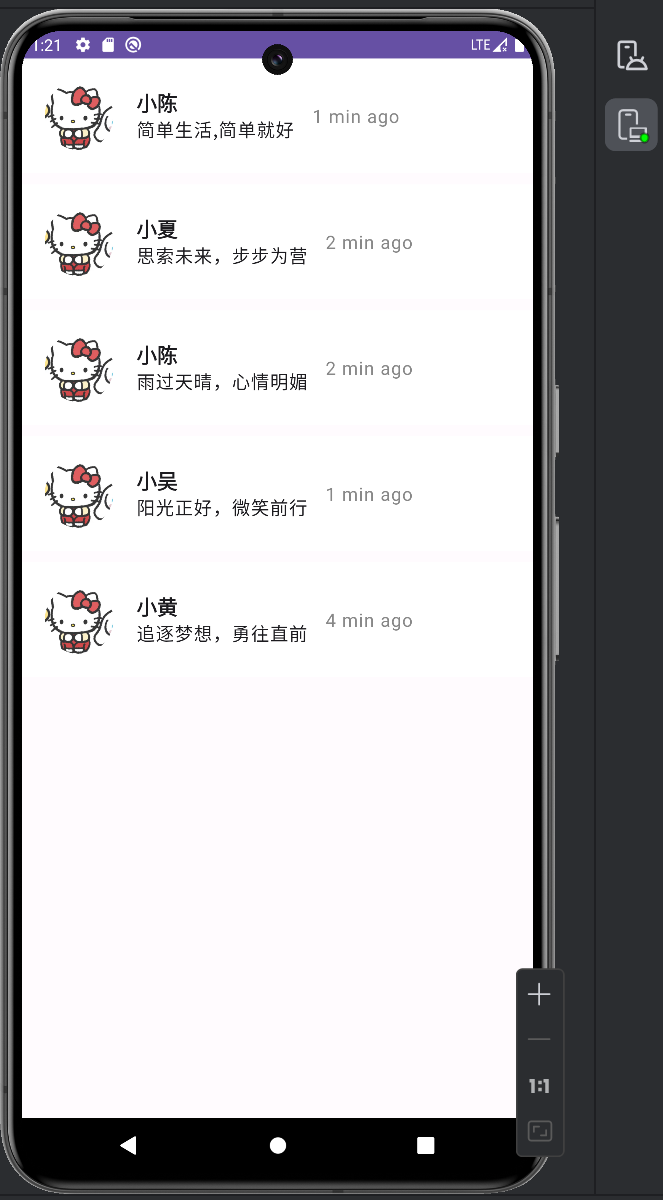 1:21
LTE
小陈
简单生活,简单就好
1 min ago
小夏
思索未来，步步为营
2 min ago
小陈
雨过天晴，心情明媚
2 min ago
小吴
阳光正好，微笑前行
1 min ago
小黄
追逐梦想，勇往直前
4 min ago
1:1